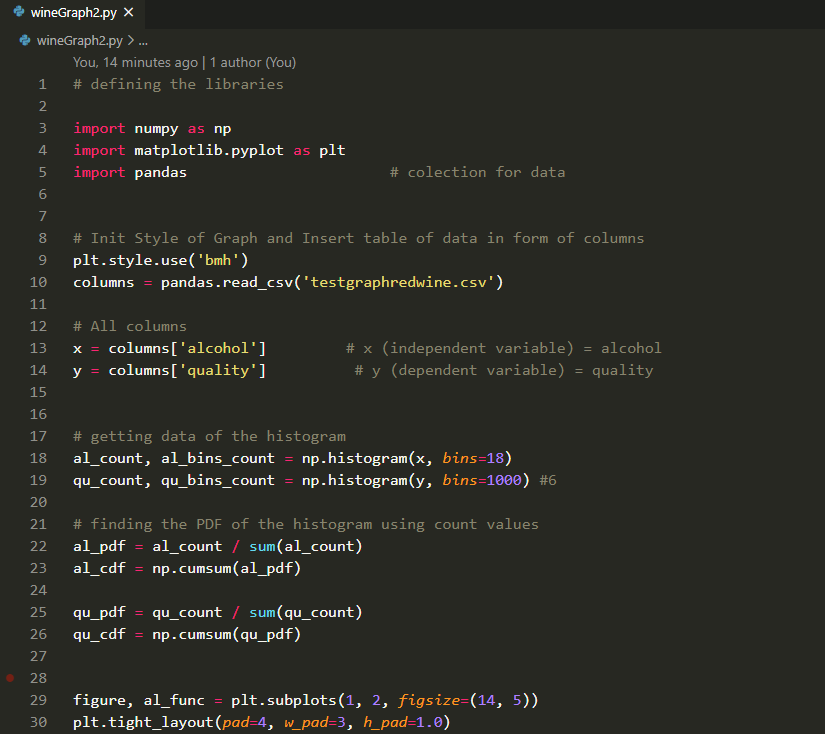 wineGraph2.py ×
wineGraph2.py > ...
You, 14 minutes ago | 1 author (You)
1 # defining the libraries
2
3 import numpy as np
4 import matplotlib.pyplot as plt
5 import pandas # colection for data
6
7
8 # Init Style of Graph and Insert table of data in form of columns
9 plt.style.use('bmh')
10 columns = pandas.read_csv('testgraphredwine.csv')
11
12 # All columns
13 x = columns['alcohol'] # x (independent variable) = alcohol
14 y = columns['quality'] # y (dependent variable) = quality
15
16
17 # getting data of the histogram
18 al_count, al_bins_count = np.histogram(x, bins=18)
19 qu_count, qu_bins_count = np.histogram(y, bins=1000) #6
20
21 # finding the PDF of the histogram using count values
22 al_pdf = al_count / sum(al_count)
23 al_cdf = np.cumsum(al_pdf)
24
25 qu_pdf = qu_count / sum(qu_count)
26 qu_cdf = np.cumsum(qu_pdf)
27
28
29 figure, al_func = plt.subplots(1, 2, figsize=(14, 5))
30 plt.tight_layout(pad=4, w_pad=3, h_pad=1.0)